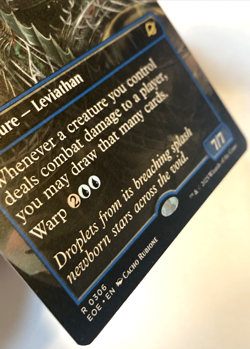 ure — Leviathan
Whenever a creature you control
deals combat damage to a player,
you may draw that many cards.
Warp 2
Droplets from its breaching splash
newborn stars across the void.
7/7
R 0306
EOE • EN CACHO RUBIONE